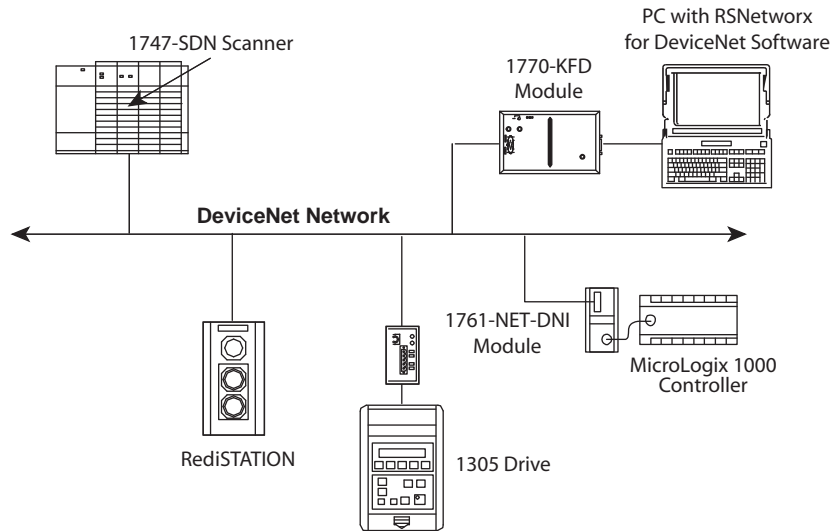 1747-SDN Scanner
PC with RSNetworx
for DeviceNet Software
1770-KFD
Module
DeviceNet Network
1761-NET-DNI
Module
MicroLogix 1000
Controller
RediSTATION
1305 Drive